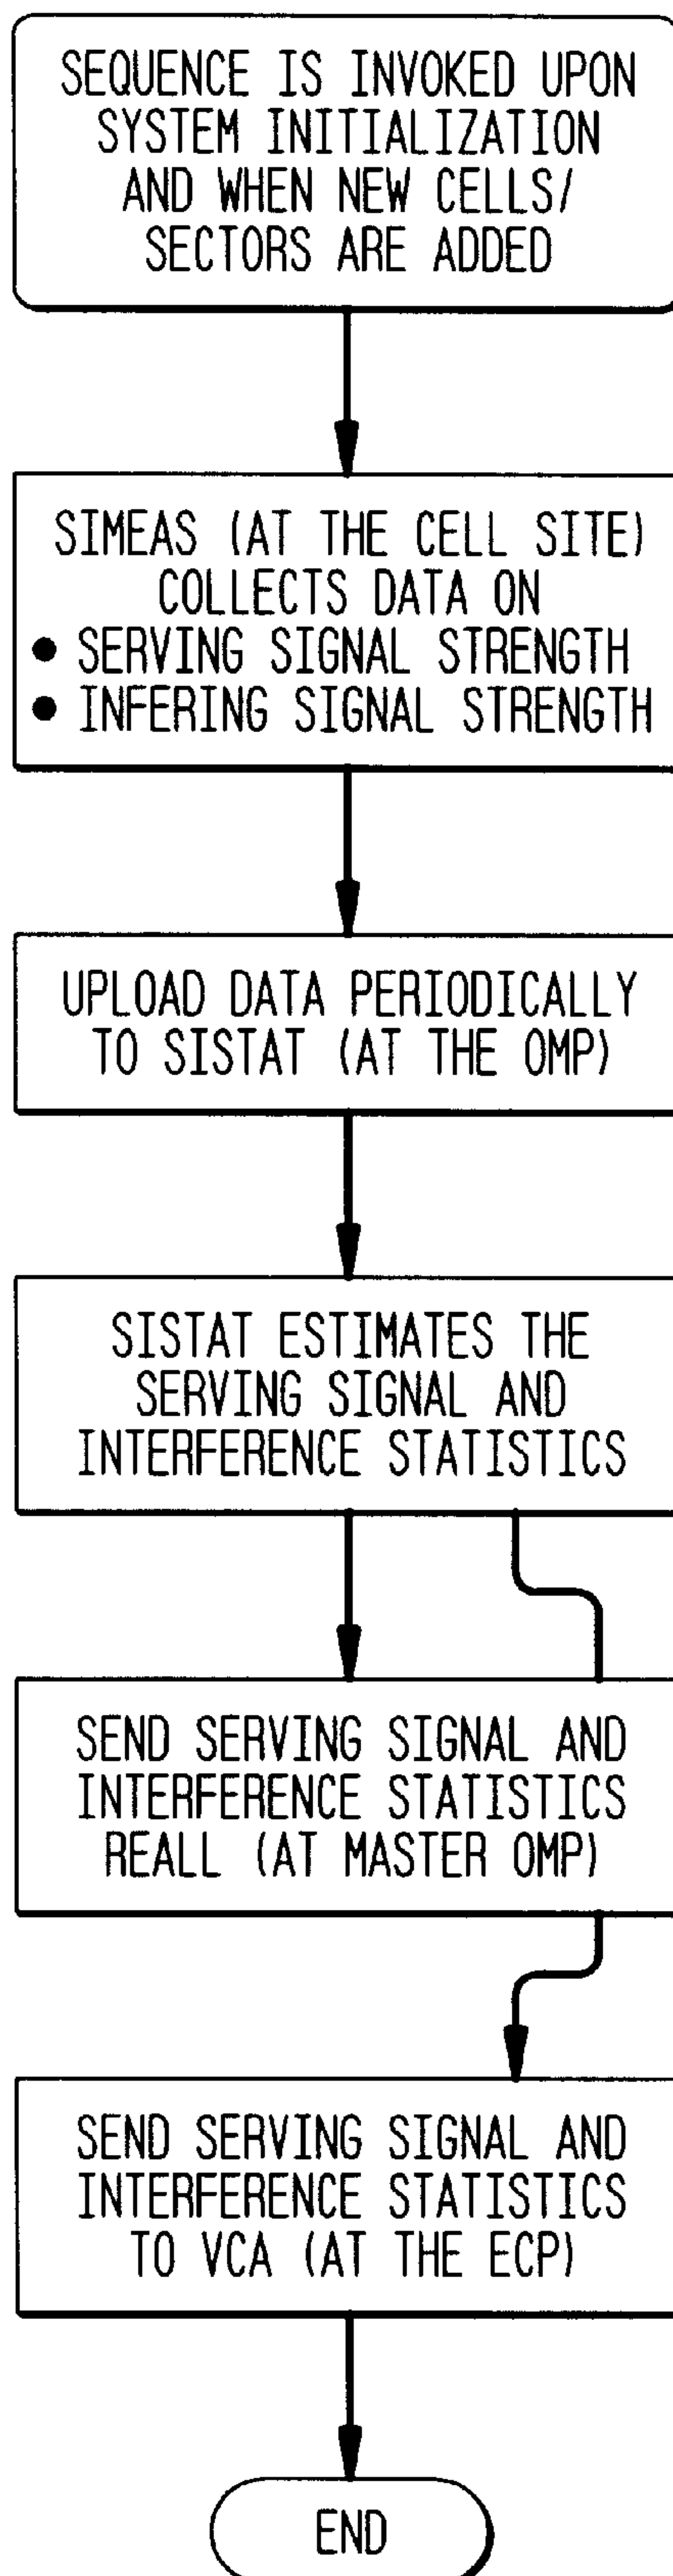 SEQUENCE IS INVOKED UPON
SYSTEM INITIALIZATION
AND WHEN NEW CELLS/
SECTORS ARE ADDED
SIMEAS (AT THE CELL SITE)
COLLECTS DATA ON
● SERVING SIGNAL STRENGTH
● INFERING SIGNAL STRENGTH
UPLOAD DATA PERIODICALLY
TO SISTAT (AT THE OMP)
SISTAT ESTIMATES THE
SERVING SIGNAL AND
INTERFERENCE STATISTICS
SEND SERVING SIGNAL AND
INTERFERENCE STATISTICS
REALL (AT MASTER OMP)
SEND SERVING SIGNAL AND
INTERFERENCE STATISTICS
TO VCA (AT THE ECP)
END